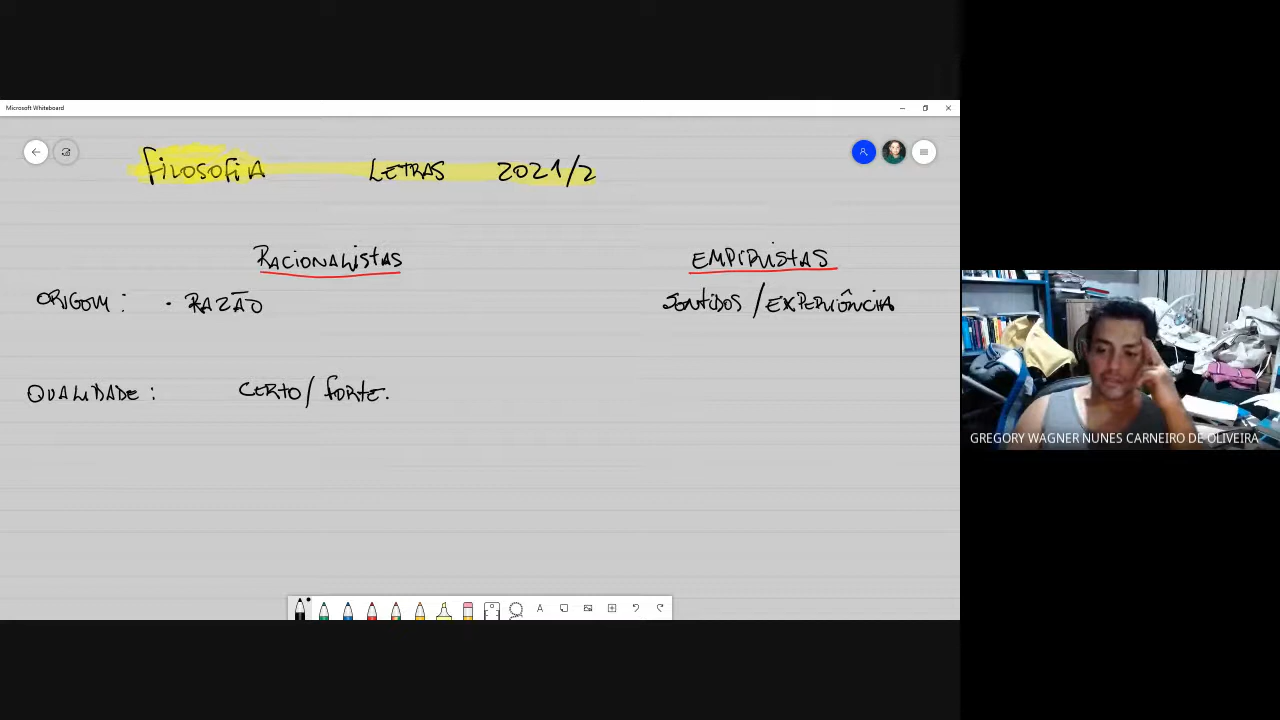 Microsoft Whiteboard
FILOSOFIA LETRAS 2021/2
RACIONALISTAS EMPIRISTAS
ORIGEM: • RAZÃO SENTIDOS / EXPERIÊNCIA
QUALIDADE: CERTO/FORTE.
GREGORY WAGNER NUNES CARNEIRO DE OLIVEIRA
A